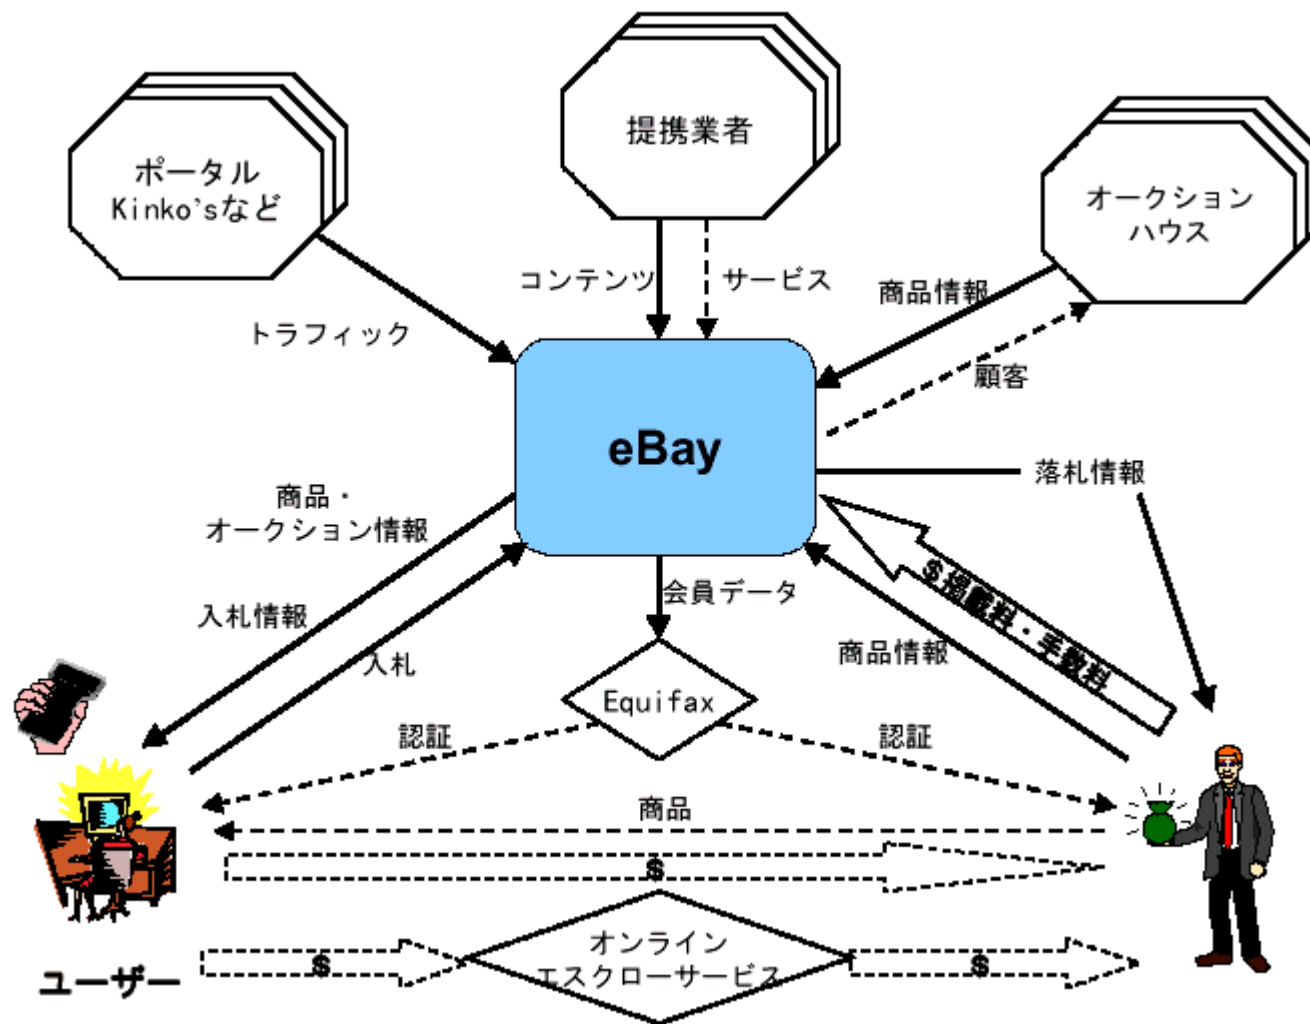 提携業者
ポータル
Kinko'sなど
オークション
ハウス
コンテンツ
サービス
商品情報
トラフィック
顧客
eBay
落札情報
商品・
オークション情報
$掲載料・手数料
会員データ
入札情報
入札
商品情報
Equifax
認証
認証
商品
$
オンライン
エスクローサービス
$
$
ユーザー